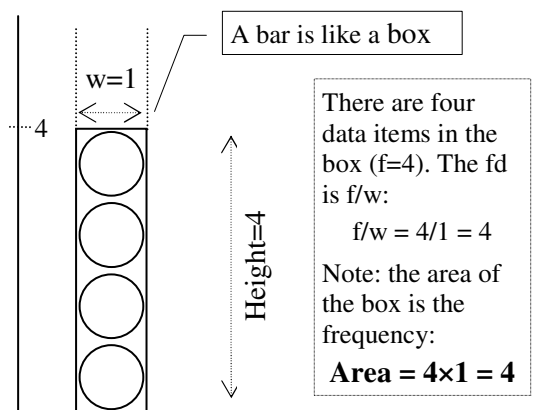 A bar is like a box
w=1
4
Height=4
There are four
data items in the
box (f=4). The fd
is f/w:
f/w = 4/1 = 4
Note: the area of
the box is the
frequency:
Area = 4×1 = 4